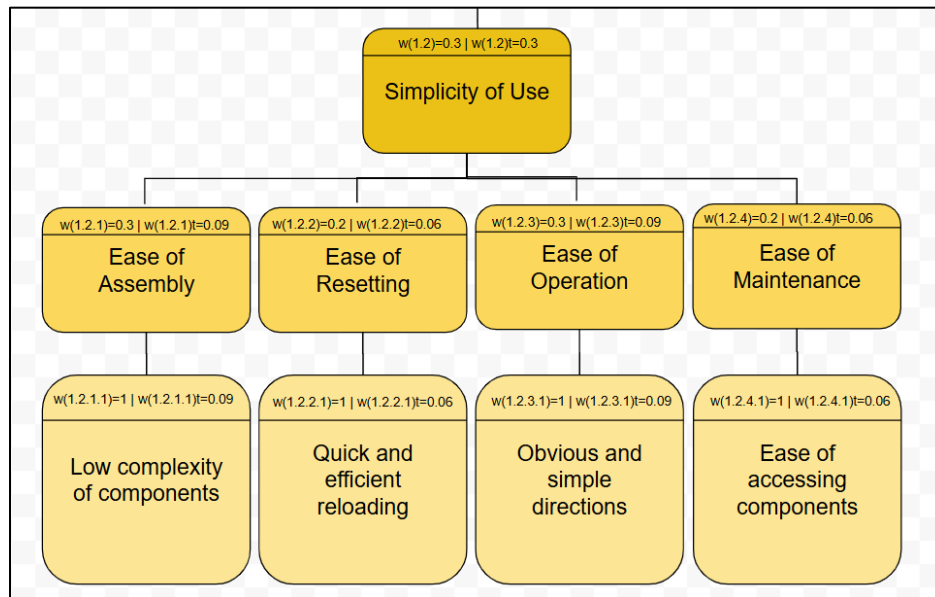 w(1.2)=0.3 | w(1.2)t=0.3
Simplicity of Use
w(1.2.1)=0.3 | w(1.2.1)t=0.09
Ease of
Assembly
w(1.2.2)=0.2 | w(1.2.2)t=0.06
Ease of
Resetting
w(1.2.3)=0.3 | w(1.2.3)t=0.09
Ease of
Operation
w(1.2.4)=0.2 | w(1.2.4)t=0.06
Ease of
Maintenance
w(1.2.1.1)=1 | w(1.2.1.1)t=0.09
Low complexity
of components
w(1.2.2.1)=1 | w(1.2.2.1)t=0.06
Quick and
efficient
reloading
w(1.2.3.1)=1 | w(1.2.3.1)t=0.09
Obvious and
simple
directions
w(1.2.4.1)=1 | w(1.2.4.1)t=0.06
Ease of
accessing
components